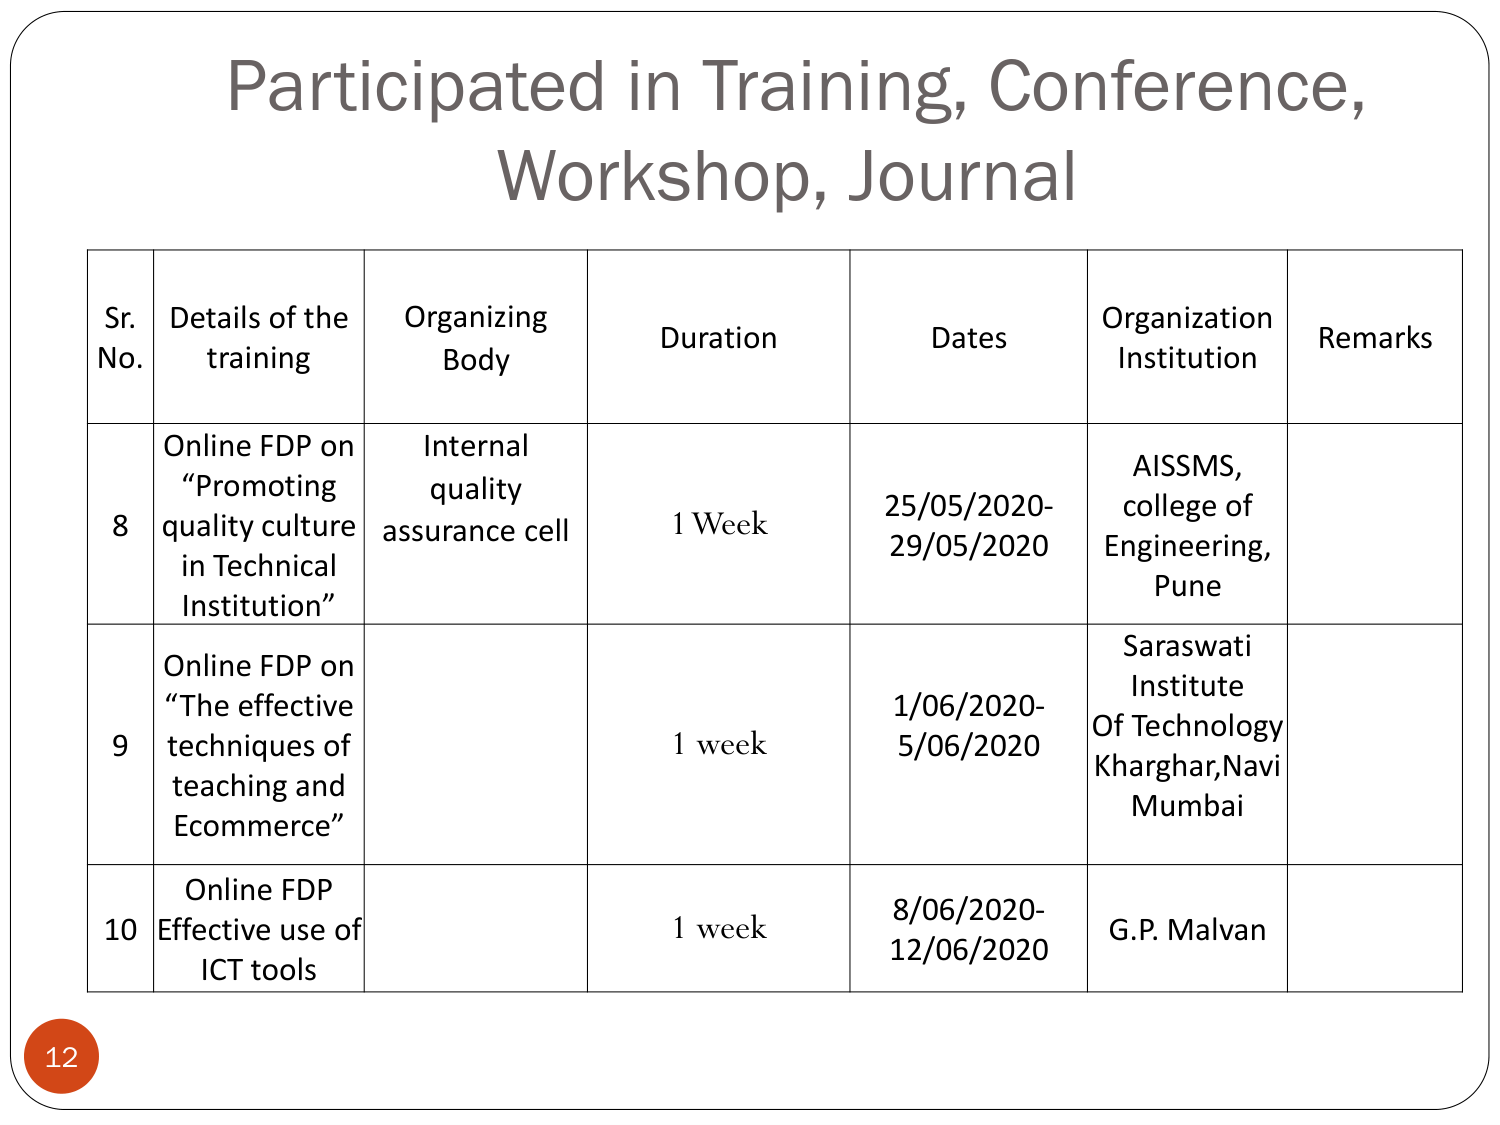 Participated in Training, Conference,
Workshop, Journal
Sr.
No.
Details of the
training
Organizing
Body
Duration
Dates
Organization
Institution
Remarks
8
Online FDP on
“Promoting
quality culture
in Technical
Institution”
Internal
quality
assurance cell
1 Week
25/05/2020-
29/05/2020
AISSMS,
college of
Engineering,
Pune
9
Online FDP on
“The effective
techniques of
teaching and
Ecommerce”
1 week
1/06/2020-
5/06/2020
Saraswati
Institute
Of Technology
Kharghar,Navi
Mumbai
10
Online FDP
Effective use of
ICT tools
1 week
8/06/2020-
12/06/2020
G.P. Malvan
12